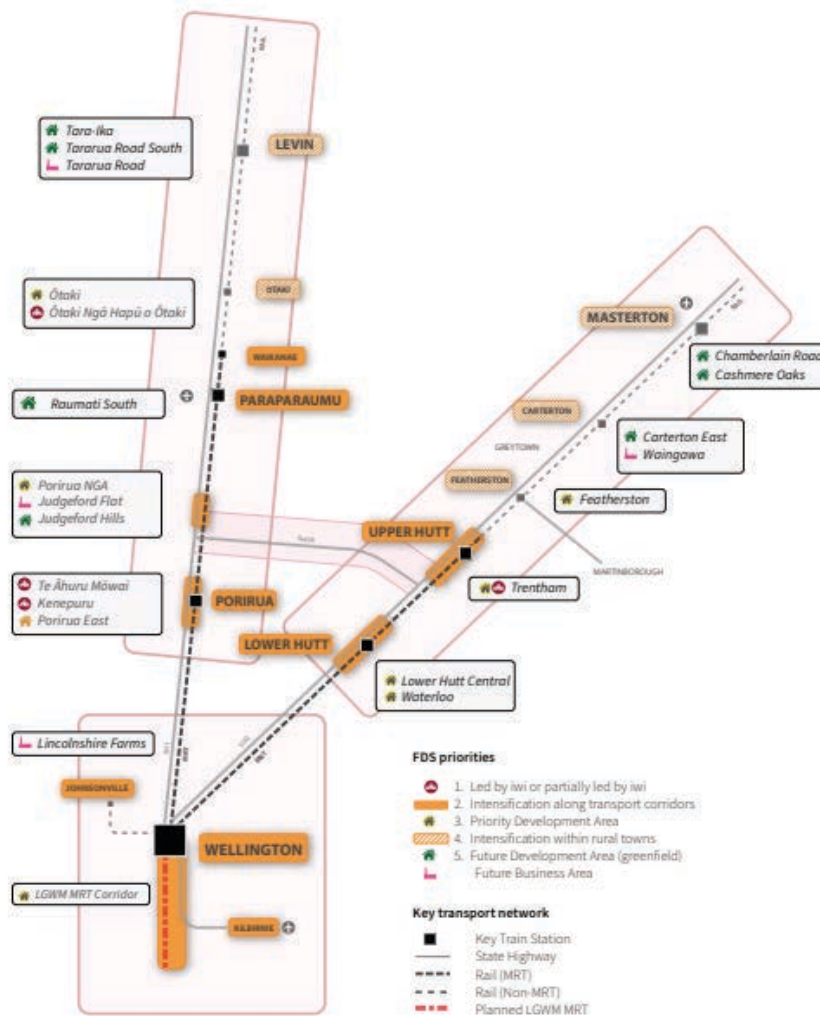 Tara-Ika
Tararua Road South
Tararua Road
LEVIN
Ōtaki
Ōtaki Ngā Hapū o Ōtaki
OTAKI
WAIKANAE
Raumati South
PARAPARAUMU
MASTERTON
Chamberlain Road
Cashmere Oaks
CARTERTON
Carterton East
Waingawa
GREYTOWN
FEATHERSTON
Featherston
Porirua NGA
Judgeford Flat
Judgeford Hills
UPPER HUTT
MARTINBOROUGH
Trentham
Te Āhuru Mōwai
Kenepuru
Porirua East
PORIRUA
LOWER HUTT
Lower Hutt Central
Waterloo
Lincolnshire Farms
JOHNSONVILLE
WELLINGTON
LGWM MRT Corridor
KILBIRNIE
FDS priorities
1. Led by iwi or partially led by iwi
2. Intensification along transport corridors
3. Priority Development Area
4. Intensification within rural towns
5. Future Development Area (greenfield)
Future Business Area
Key transport network
Key Train Station
State Highway
Rail (MRT)
Rail (Non-MRT)
Planned LGWM MRT